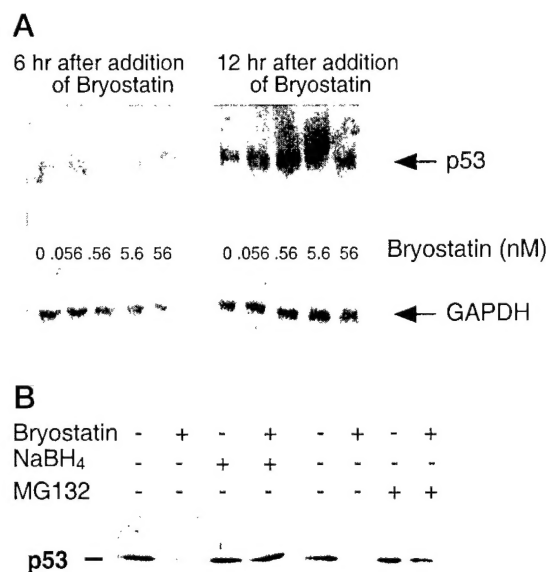 A
6 hr after addition of Bryostatin
12 hr after addition of Bryostatin
p53
0 .056 .56 5.6 56 0 .056 .56 5.6 56 Bryostatin (nM)
GAPDH
B
Bryostatin - + - + - + - +
NaBH4 - - + + - - - -
MG132 - - - - - - + +
p53